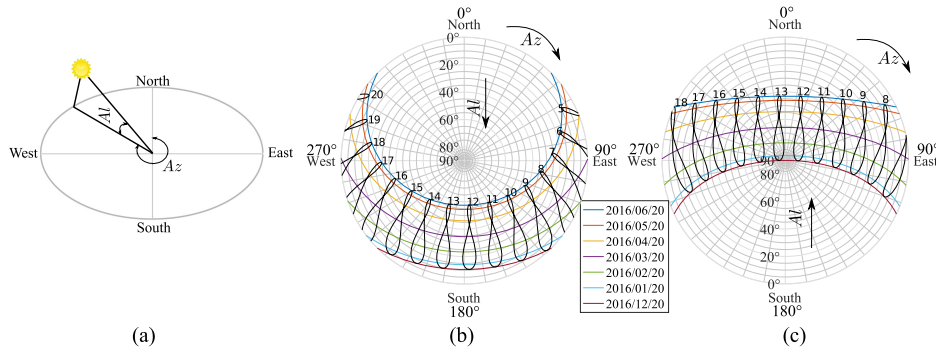 North
West
East
South
Al
Az
(a)
0°
North
0°
20°
40°
60°
80°
90°
Az
Al
20
19
18
17
16
15
14
13
12
11
10
9
8
6
5
270°
West
90°
East
South
180°
(b)
2016/06/20
2016/05/20
2016/04/20
2016/03/20
2016/02/20
2016/01/20
2016/12/20
0°
North
Az
18
17
16
15
14
13
12
11
10
9
8
270°
West
90°
East
90°
80°
60°
40°
20°
0°
Al
South
180°
(c)